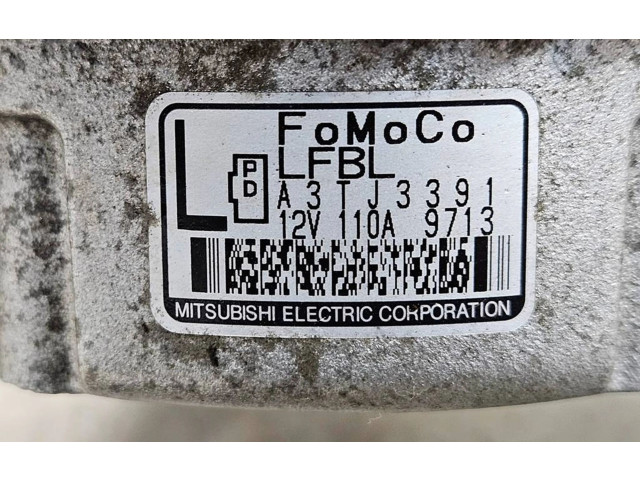 FoMoCo
L
P
D
LFBL
A3TJ3391
12V 110A 9713
MITSUBISHI ELECTRIC CORPORATION